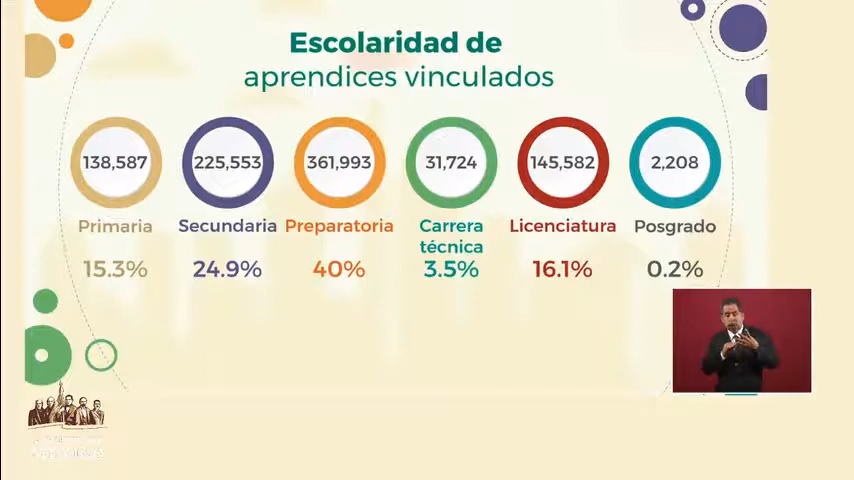 Escolaridad de
aprendices vinculados
138,587 225,553 361,993 31,724 145,582 2,208
Primaria Secundaria Preparatoria Carrera técnica Licenciatura Posgrado
15.3% 24.9% 40% 3.5% 16.1% 0.2%